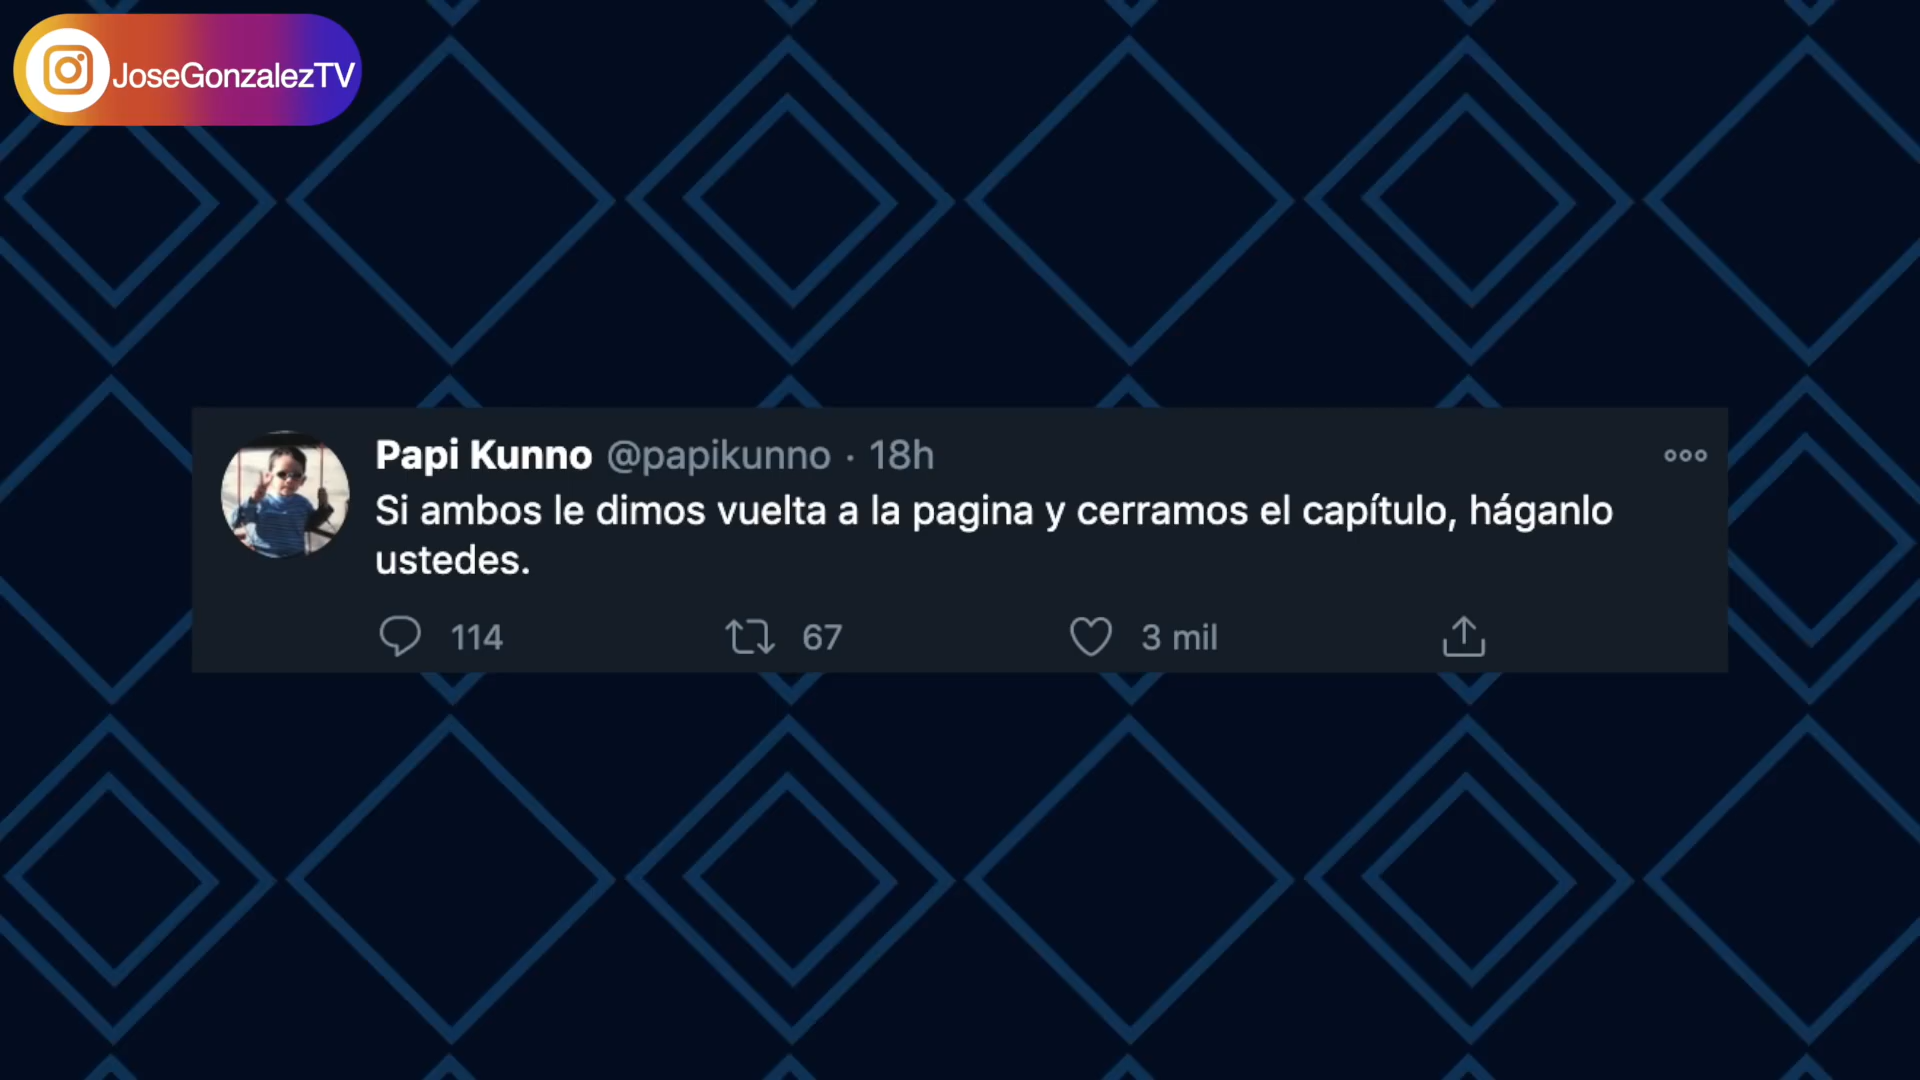 JoseGonzalezTV
Papi Kunno @papikunno · 18h
Si ambos le dimos vuelta a la pagina y cerramos el capítulo, háganlo
ustedes.
114 67 3 mil